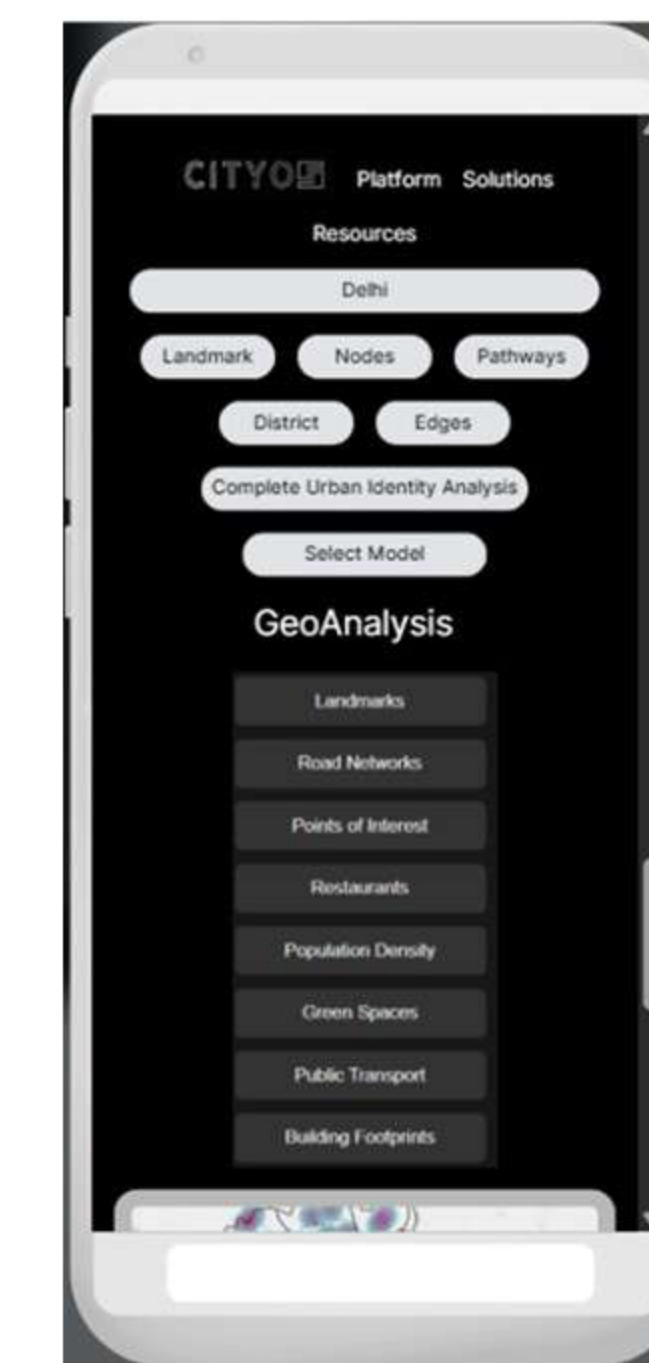 CITYO Platform Solutions
Resources
Delhi
Landmark Nodes Pathways
District Edges
Complete Urban Identity Analysis
Select Model
GeoAnalysis
Landmarks
Road Networks
Points of Interest
Restaurants
Population Density
Green Spaces
Public Transport
Building Footprints